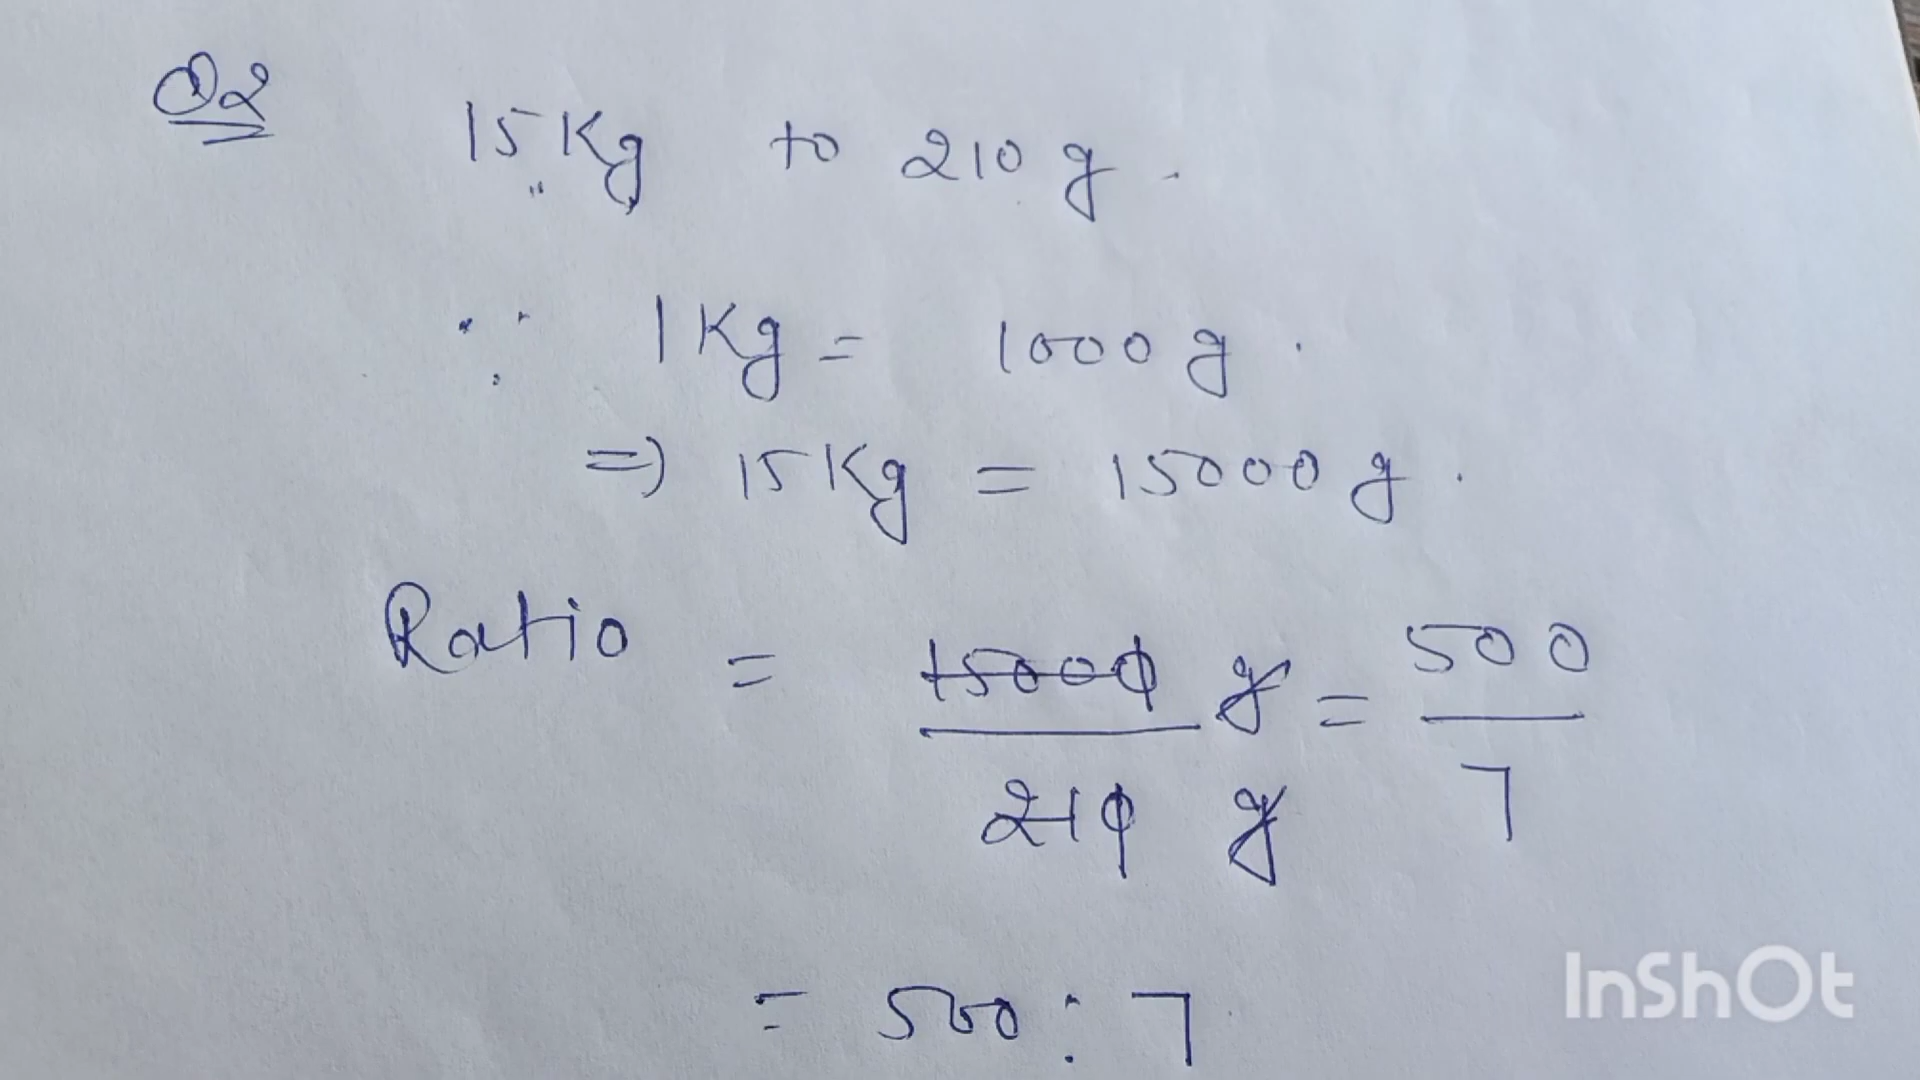 Q2
15 Kg to 210 g.
∵ 1 Kg = 1000 g.
⇒ 15 Kg = 15000 g.
Ratio = 15000 g / 210 g = 500 / 7
= 500 : 7
InShOt